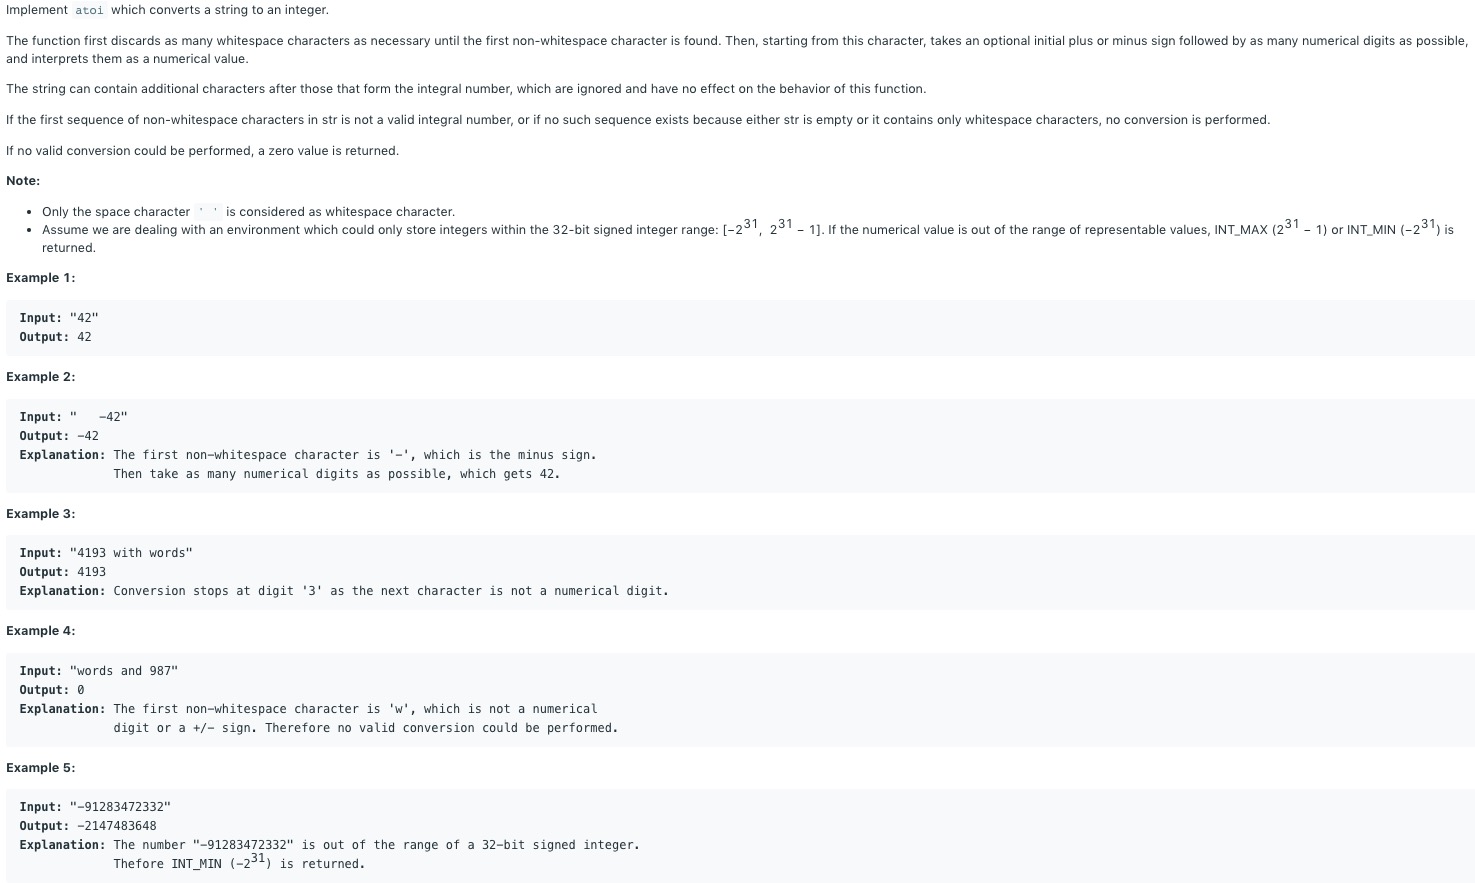 Implement atoi which converts a string to an integer.
The function first discards as many whitespace characters as necessary until the first non-whitespace character is found. Then, starting from this character, takes an optional initial plus or minus sign followed by as many numerical digits as possible,
and interprets them as a numerical value.
The string can contain additional characters after those that form the integral number, which are ignored and have no effect on the behavior of this function.
If the first sequence of non-whitespace characters in str is not a valid integral number, or if no such sequence exists because either str is empty or it contains only whitespace characters, no conversion is performed.
If no valid conversion could be performed, a zero value is returned.
Note:
• Only the space character ' ' is considered as whitespace character.
• Assume we are dealing with an environment which could only store integers within the 32-bit signed integer range: [−2^31, 2^31 − 1]. If the numerical value is out of the range of representable values, INT_MAX (2^31 − 1) or INT_MIN (−2^31) is
returned.
Example 1:
Input: "42"
Output: 42
Example 2:
Input: "   -42"
Output: -42
Explanation: The first non-whitespace character is '-', which is the minus sign.
Then take as many numerical digits as possible, which gets 42.
Example 3:
Input: "4193 with words"
Output: 4193
Explanation: Conversion stops at digit '3' as the next character is not a numerical digit.
Example 4:
Input: "words and 987"
Output: 0
Explanation: The first non-whitespace character is 'w', which is not a numerical
digit or a +/- sign. Therefore no valid conversion could be performed.
Example 5:
Input: "-91283472332"
Output: -2147483648
Explanation: The number "-91283472332" is out of the range of a 32-bit signed integer.
Thefore INT_MIN (−2^31) is returned.